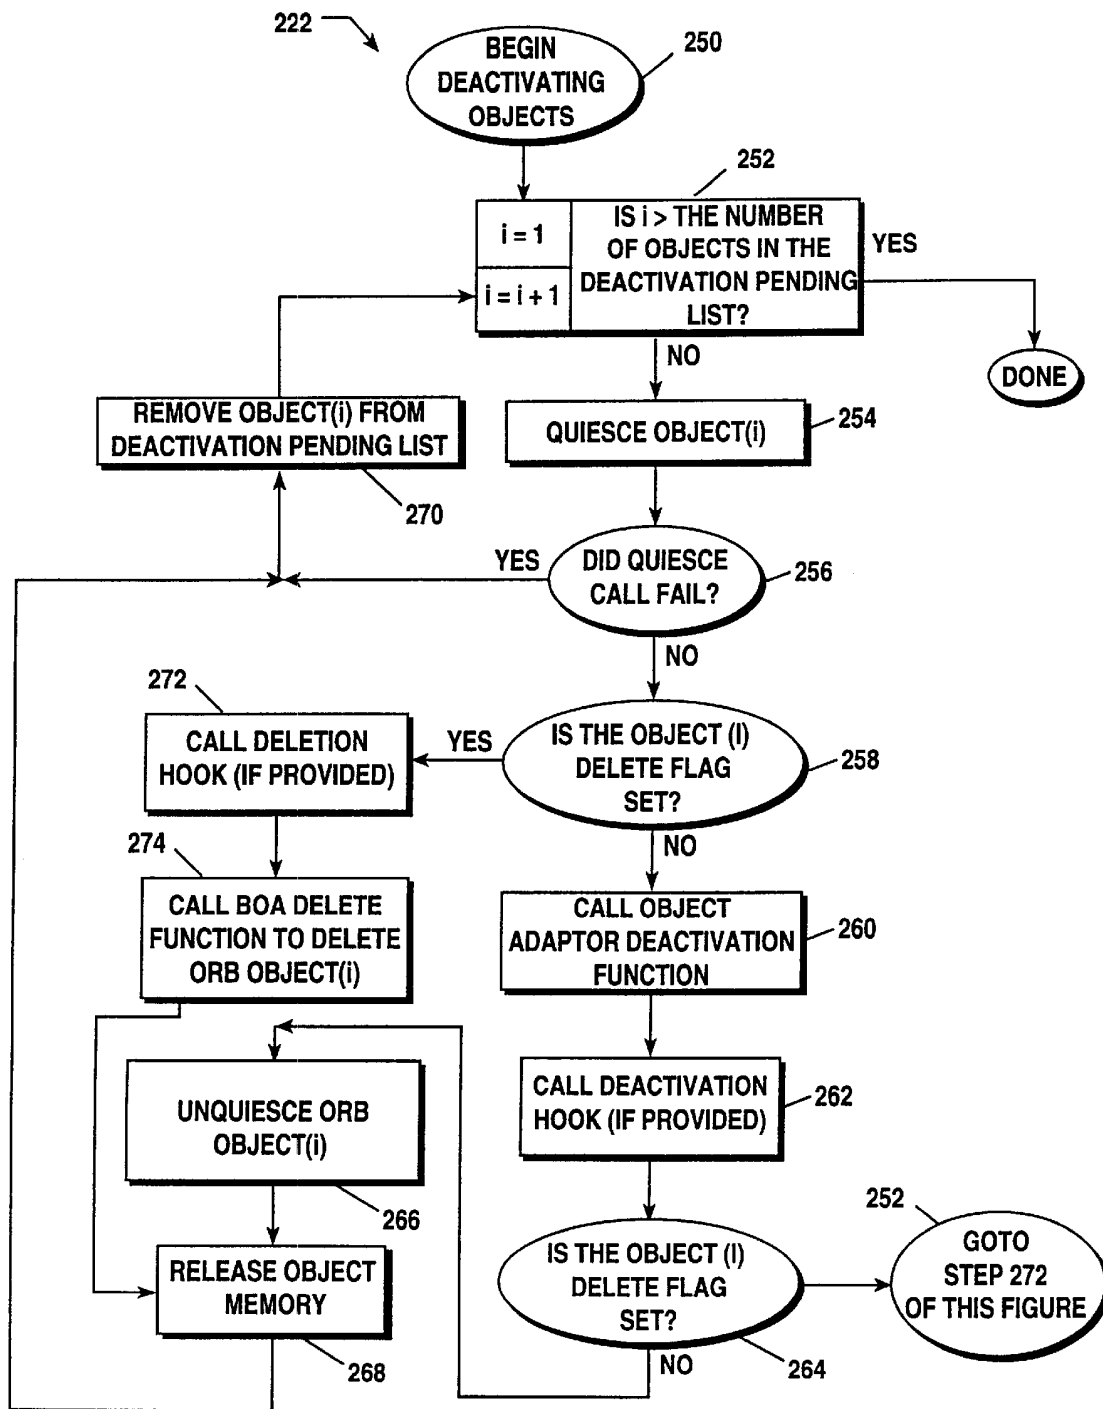 222
BEGIN
DEACTIVATING
OBJECTS
250
252
i = 1
i = i + 1
IS i > THE NUMBER
OF OBJECTS IN THE
DEACTIVATION PENDING
LIST?
YES
NO
DONE
REMOVE OBJECT(i) FROM
DEACTIVATION PENDING LIST
270
QUIESCE OBJECT(i)
254
YES
DID QUIESCE
CALL FAIL?
256
NO
272
CALL DELETION
HOOK (IF PROVIDED)
YES
IS THE OBJECT (I)
DELETE FLAG
SET?
258
NO
274
CALL BOA DELETE
FUNCTION TO DELETE
ORB OBJECT(i)
CALL OBJECT
ADAPTOR DEACTIVATION
FUNCTION
260
UNQUIESCE ORB
OBJECT(i)
266
CALL DEACTIVATION
HOOK (IF PROVIDED)
262
RELEASE OBJECT
MEMORY
268
IS THE OBJECT (I)
DELETE FLAG
SET?
264
NO
252
GOTO
STEP 272
OF THIS FIGURE